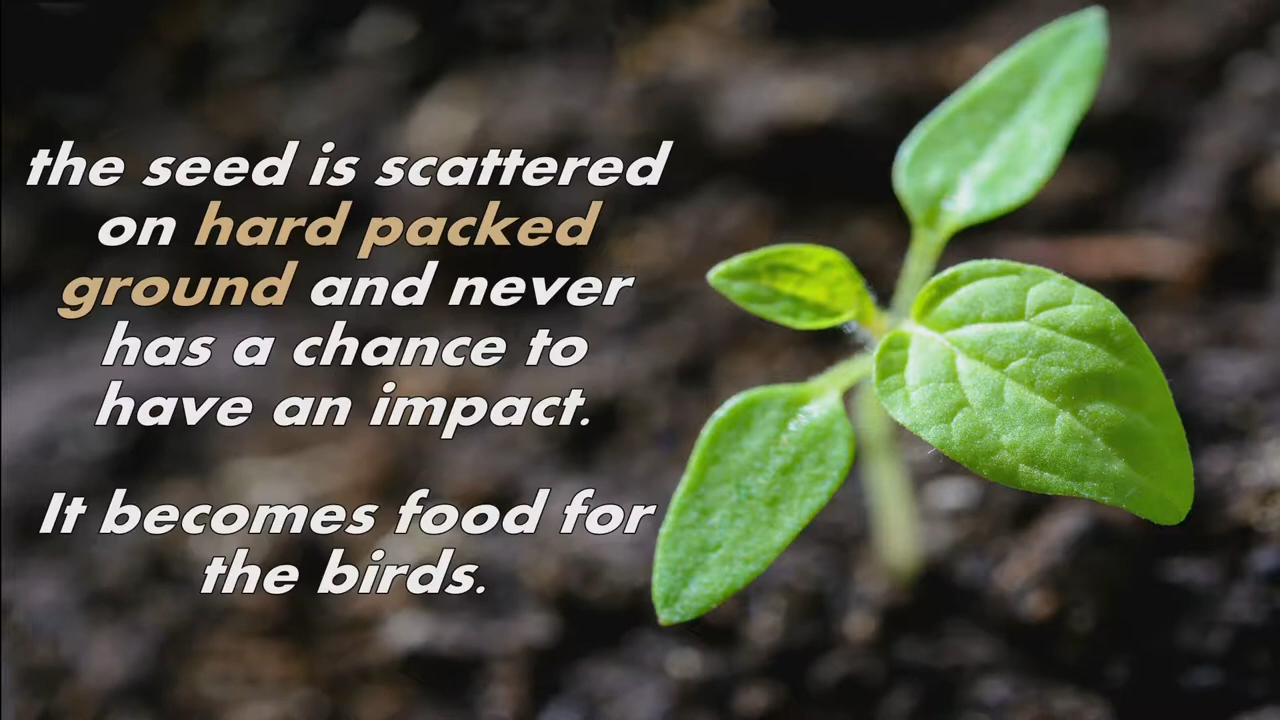 the seed is scattered
on hard packed
ground and never
has a chance to
have an impact.
It becomes food for
the birds.